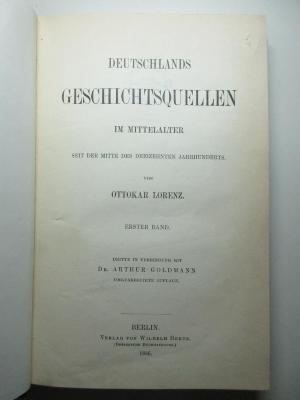 DEUTSCHLANDS
GESCHICHTSQUELLEN
IM MITTELALTER
SEIT DER MITTE DES DREIZEHNTEN JAHRHUNDERTS.
VON
OTTOKAR LORENZ.
ERSTER BAND.
DRITTE IN VERBINDUNG MIT
DR. ARTHUR GOLDMANN
UMGEARBEITETE AUFLAGE.
BERLIN.
VERLAG VON WILHELM HERTZ.
(BESSERSCHE BUCHHANDLUNG.)
1886.